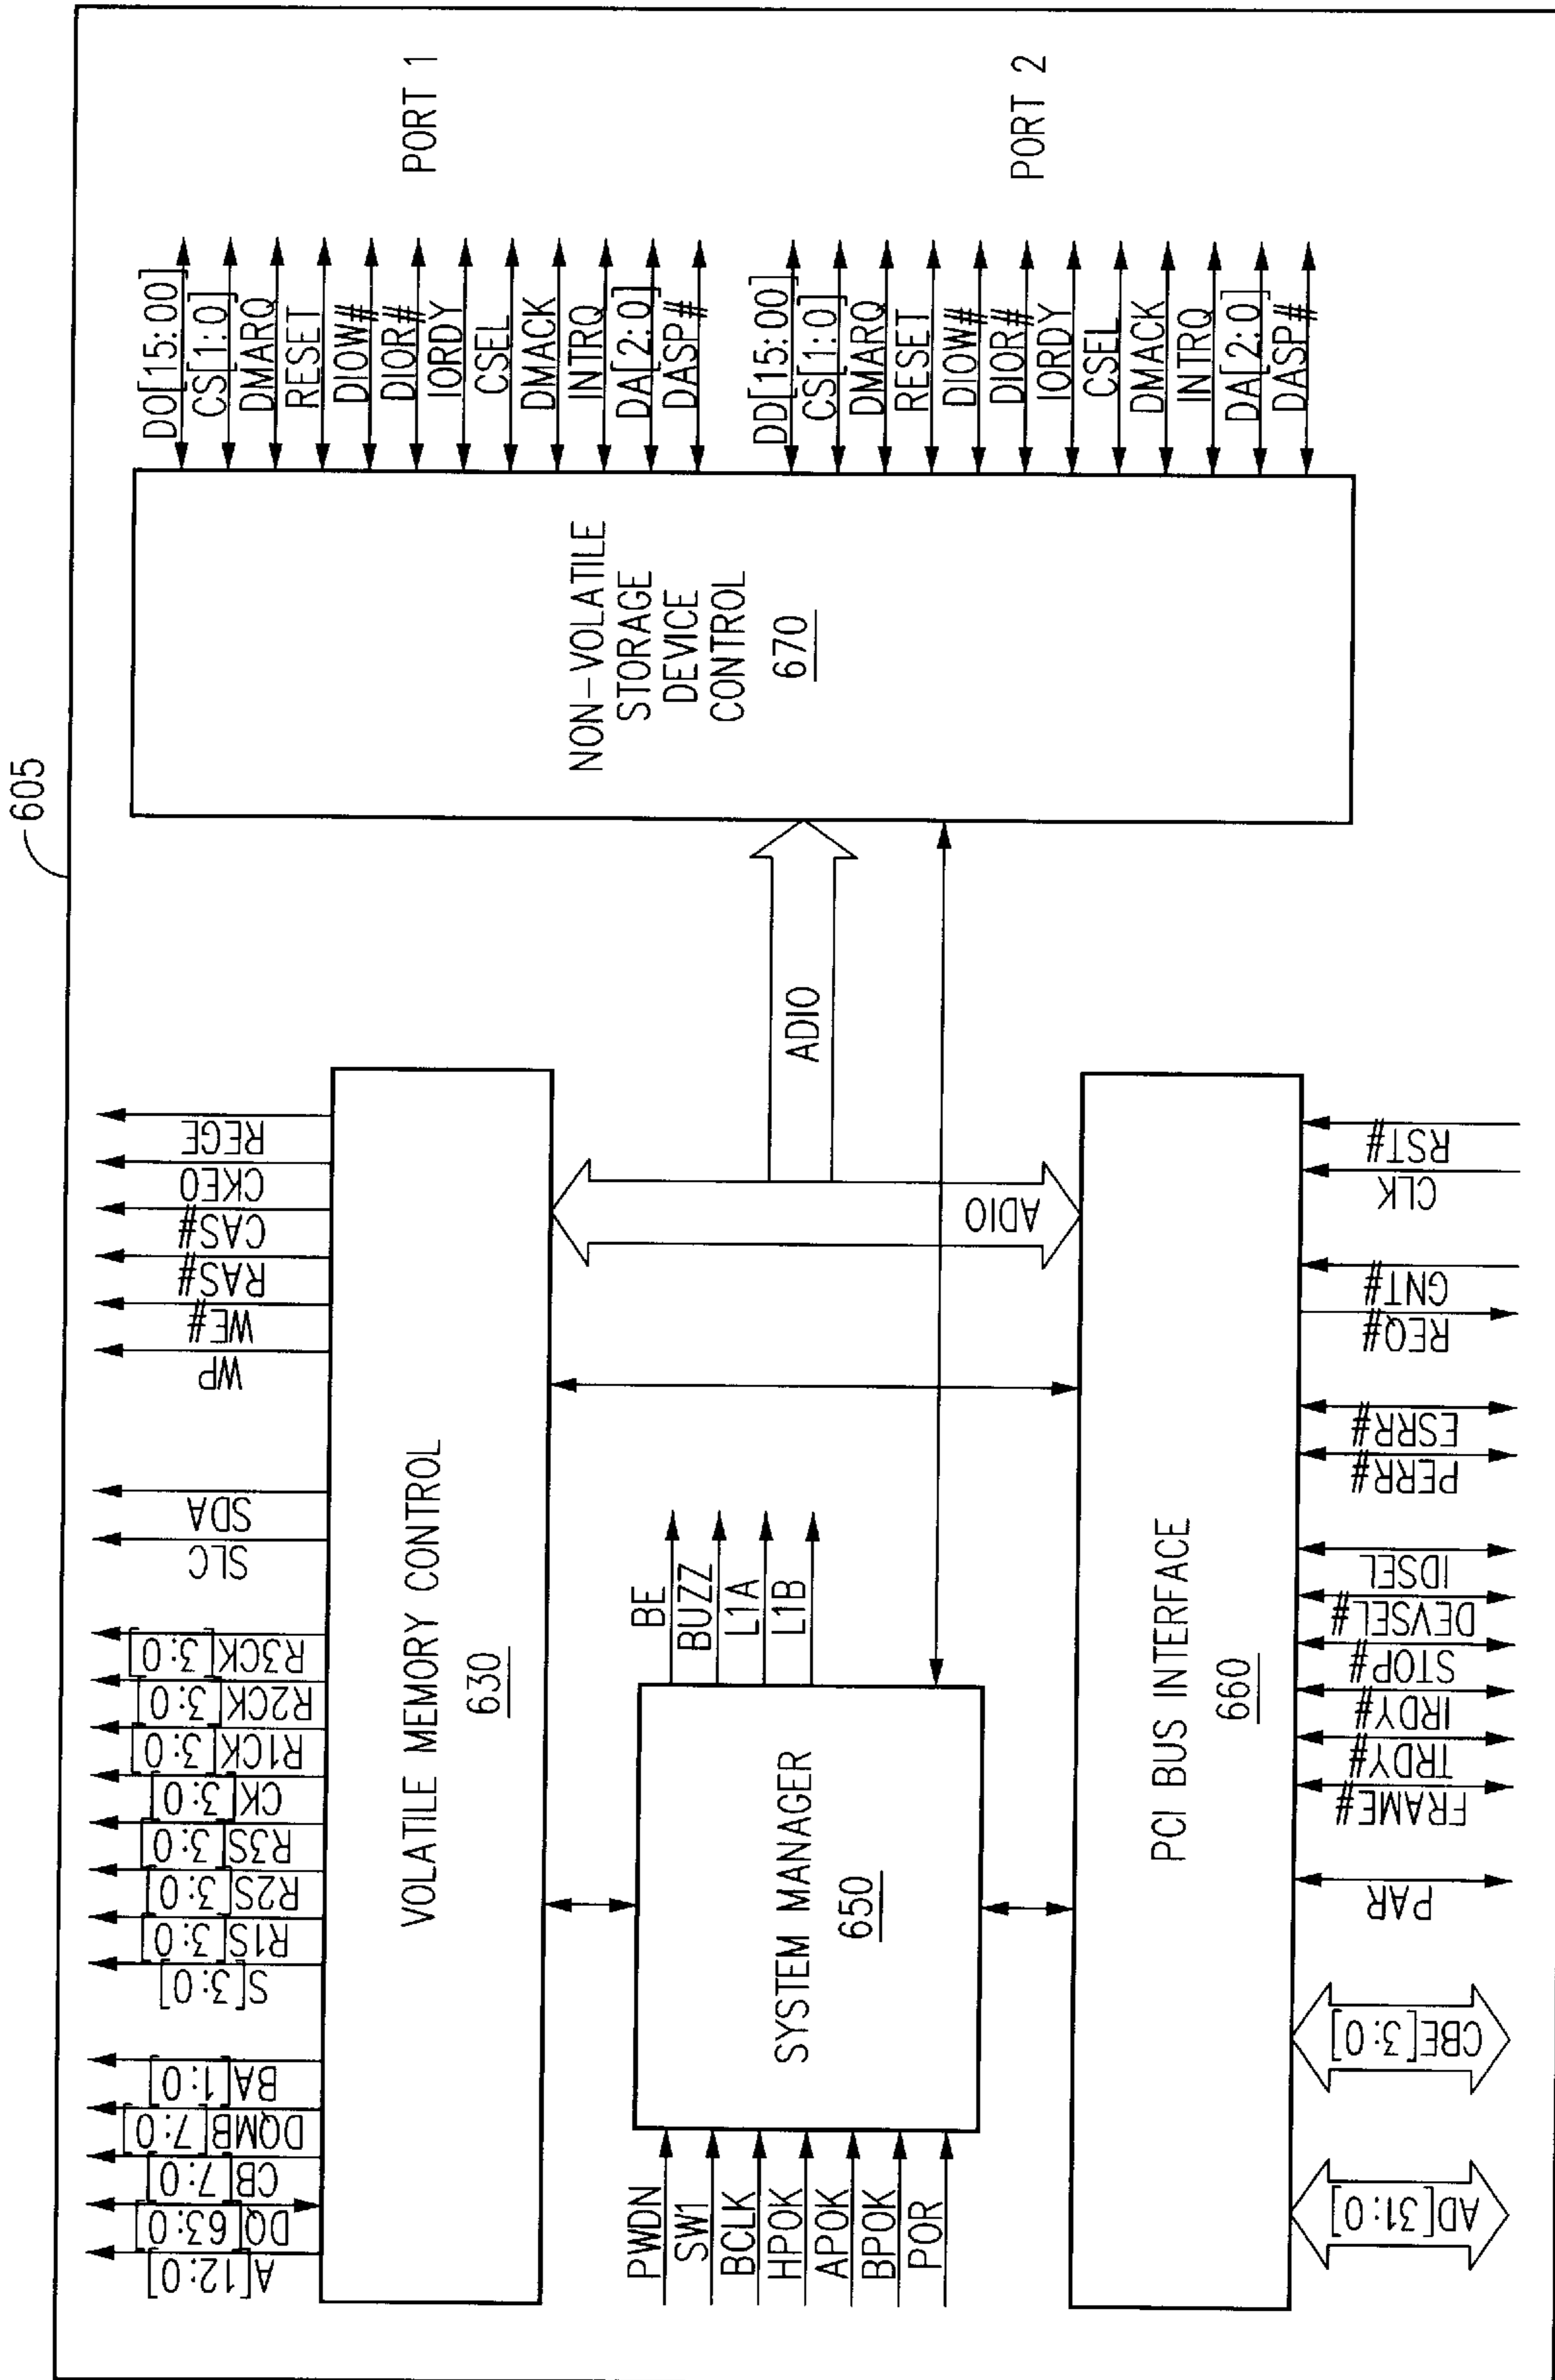 605
REGE
CKE0
CAS#
RAS#
WE#
WP
SDA
SLC
R3CK[3:0]
R2CK[3:0]
R1CK[3:0]
CK[3:0]
R3S[3:0]
R2S[3:0]
R1S[3:0]
S[3:0]
BA[1:0]
DQMB[7:0]
CB[7:0]
DQ[63:0]
A[12:0]
VOLATILE MEMORY CONTROL
630
PWDN
SW1
BCLK
HPOK
APOK
BPOK
POR
SYSTEM MANAGER
650
BE
BUZZ
L1A
L1B
ADIO
ADIO
PCI BUS INTERFACE
660
RST#
CLK
GNT#
REQ#
ESRR#
PERR#
IDSEL
DEVSEL#
STOP#
IRDY#
TRDY#
FRAME#
PAR
CBE[3:0]
AD[31:0]
NON-VOLATILE
STORAGE
DEVICE
CONTROL
670
DO[15:00]
CS[1:0]
DMARQ
RESET
DIOW#
DIOR#
IORDY
CSEL
DMACK
INTRQ
DA[2:0]
DASP#
PORT 1
DD[15:00]
CS[1:0]
DMARQ
RESET
DIOW#
DIOR#
IORDY
CSEL
DMACK
INTRQ
DA[2:0]
DASP#
PORT 2